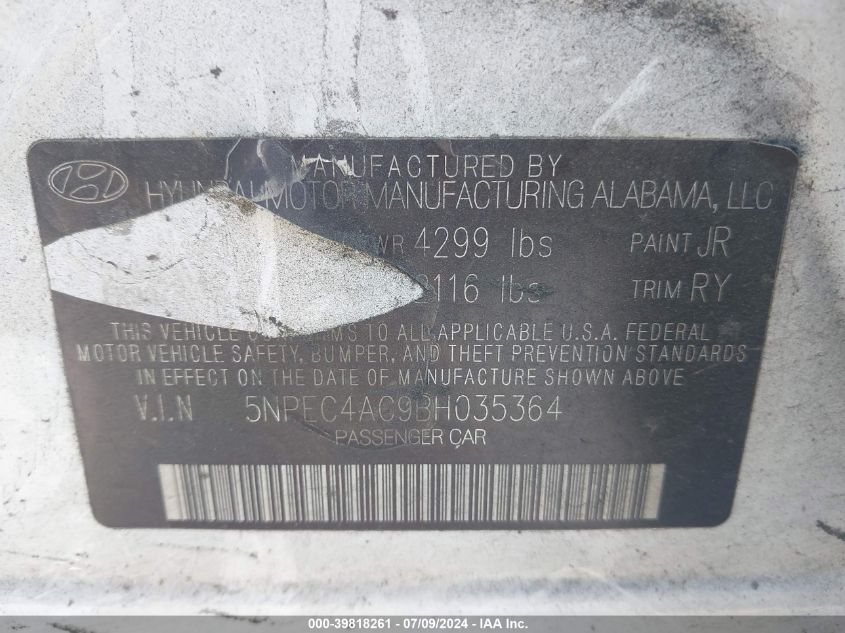 MANUFACTURED BY
HYUNDAI MOTOR MANUFACTURING ALABAMA, LLC
4299 lbs PAINT JR
lbs TRIM RY
THIS VEHICLE TO ALL APPLICABLE U.S.A. FEDERAL
MOTOR VEHICLE SAFETY, BUMPER, AND THEFT PREVENTION STANDARDS
IN EFFECT ON THE DATE OF MANUFACTURE SHOWN ABOVE.
V.I.N 5NPEC4AC9BH035364
PASSENGER CAR
000-39818261 - 07/09/2024 - IAA Inc.